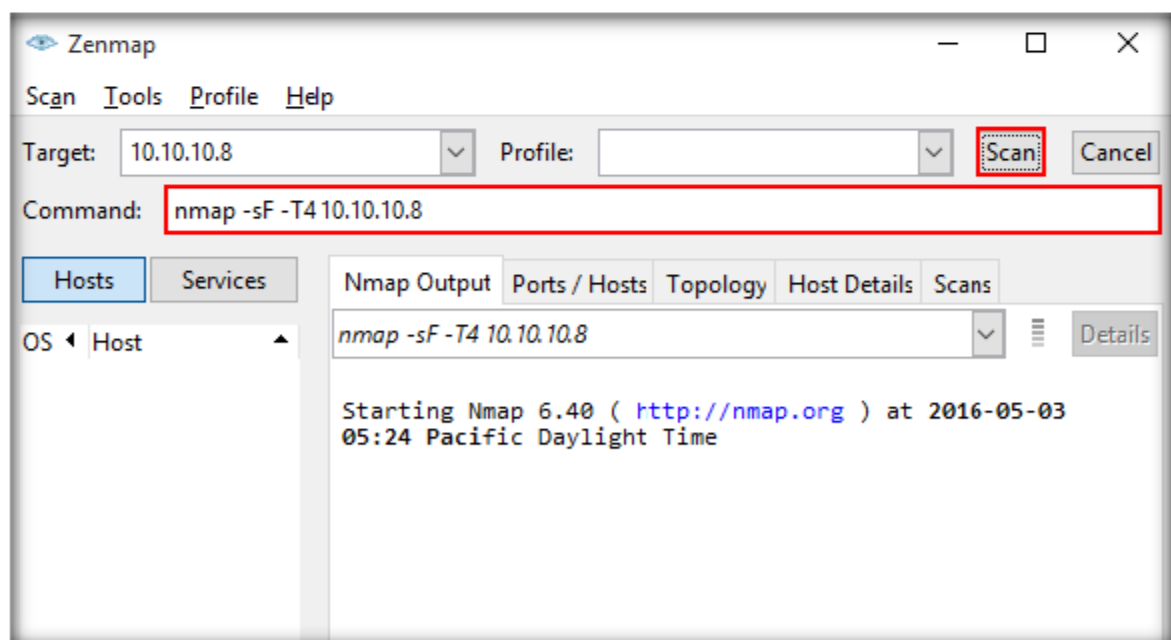 Zenmap
Scan Tools Profile Help
Target: 10.10.10.8 Profile: Scan Cancel
Command: nmap -sF -T4 10.10.10.8
Hosts Services Nmap Output Ports / Hosts Topology Host Details Scans
OS Host nmap -sF -T4 10.10.10.8 Details
Starting Nmap 6.40 ( http://nmap.org ) at 2016-05-03
05:24 Pacific Daylight Time